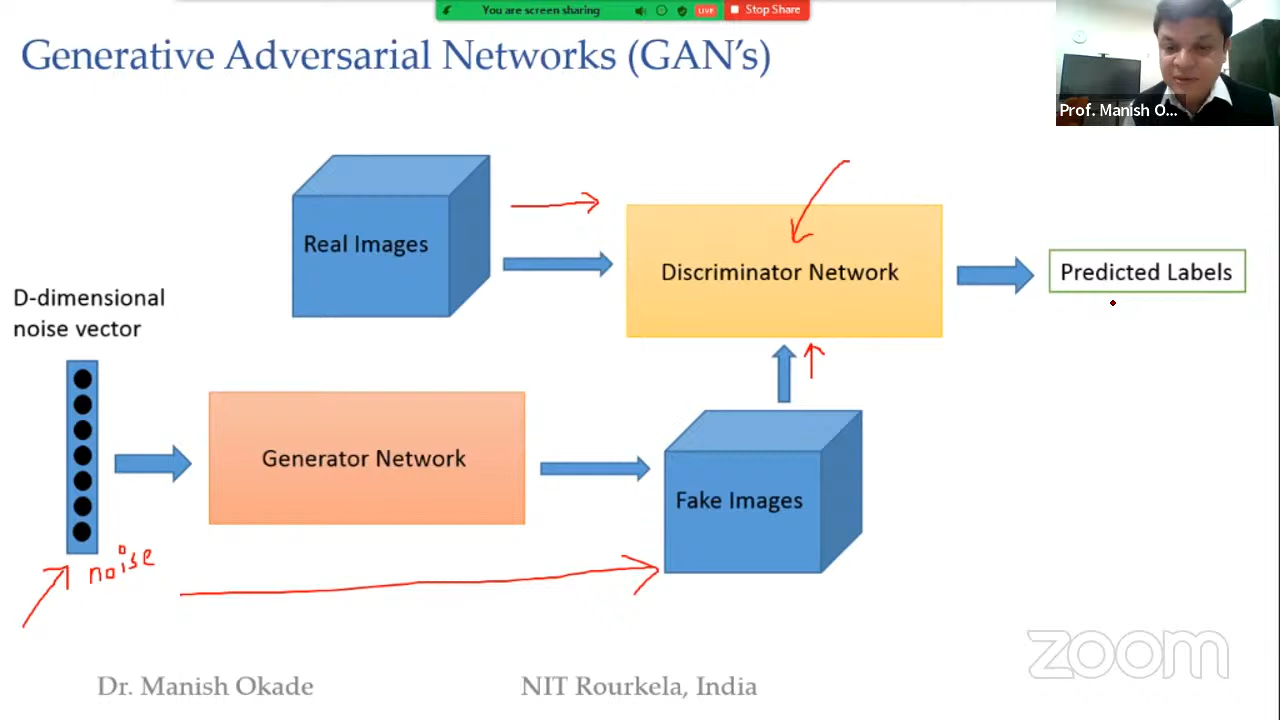 You are screen sharing
LIVE
Stop Share
Generative Adversarial Networks (GAN's)
Prof. Manish O...
Real Images
Discriminator Network
Predicted Labels
D-dimensional
noise vector
Generator Network
Fake Images
noise
zoom
Dr. Manish Okade
NIT Rourkela, India